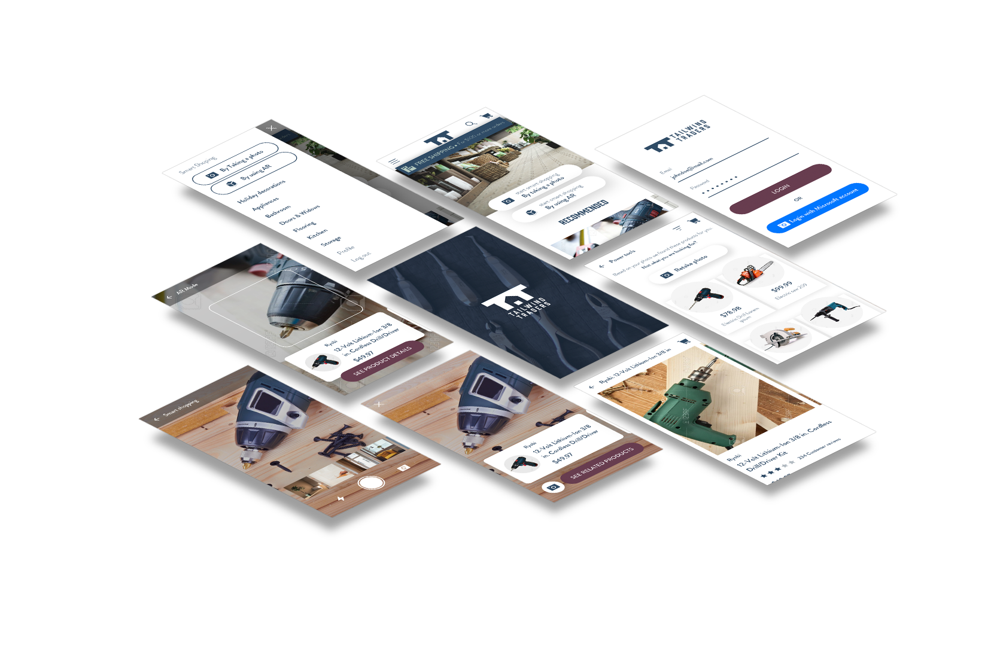 Smart Shoping
By Taking a photo
By using AR
Holiday decorations
Appliances
Bathroom
Doors & Widows
Flooring
Kitchen
Storage
Profile
Log out
FREE SHIPPING • For $100 or more orders
start smart shopping
By taking a photo
start smart shopping
By using AR
RECOMMENDED
TAILWIND
TRADERS
Email
johndoe@mail.com
Password
LOGIN
OR
Login with Microsoft account
AR Mode
Ryobi
12-Volt Lithium-Ion 3/8
in. Cordless Drill/Driver
$49.97
SEE PRODUCT DETAILS
TAILWIND
TRADERS
Power tools
Based on your photo we found these products for you.
Not what you are looking for?
Retake photo
$78.98
Electric Drill Lorem
ipsum
$99.99
Electric saw 209
Smart shopping
Ryobi
12-Volt Lithium-Ion 3/8
in. Cordless Drill/Driver
$49.97
SEE RELATED PRODUCTS
Ryobi. 12-Volt Lithium-Ion 3/8 in
Ryobi
12-Volt Lithium-Ion 3/8 in. Cordless
Drill/Driver Kit
234 Customer reviews